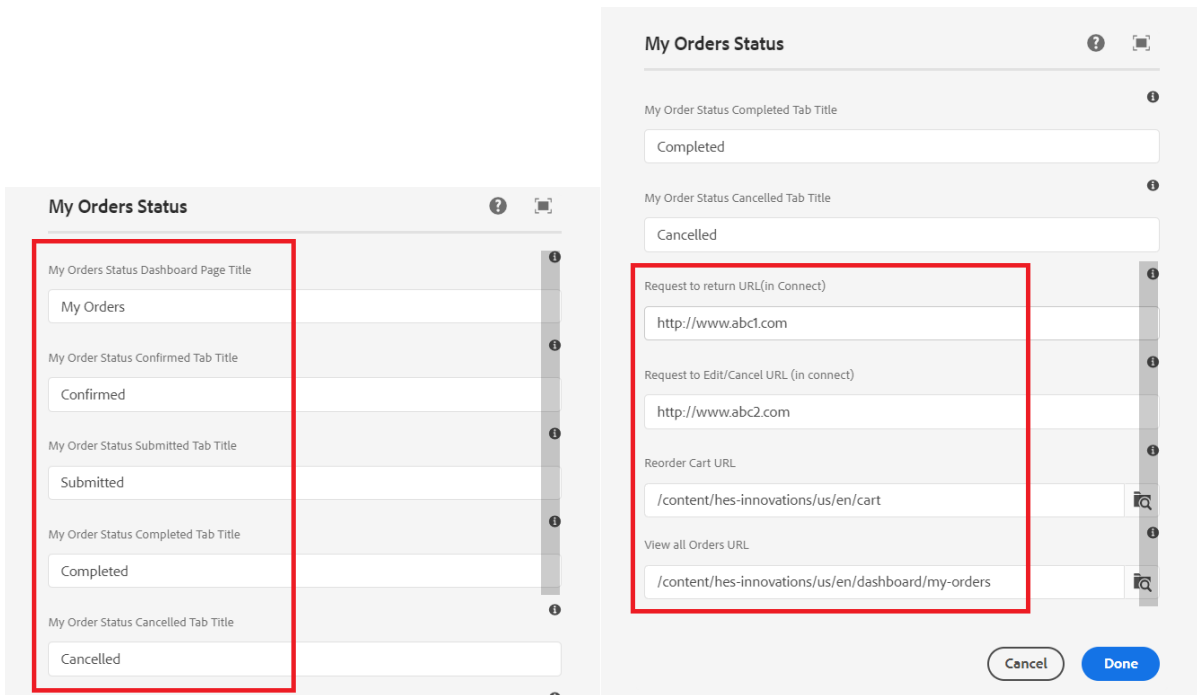 My Orders Status
My Orders Status Dashboard Page Title
My Orders
My Order Status Confirmed Tab Title
Confirmed
My Order Status Submitted Tab Title
Submitted
My Order Status Completed Tab Title
Completed
My Order Status Cancelled Tab Title
Cancelled
My Orders Status
My Order Status Completed Tab Title
Completed
My Order Status Cancelled Tab Title
Cancelled
Request to return URL(in Connect)
http://www.abc1.com
Request to Edit/Cancel URL (in connect)
http://www.abc2.com
Reorder Cart URL
/content/hes-innovations/us/en/cart
View all Orders URL
/content/hes-innovations/us/en/dashboard/my-orders
Cancel
Done